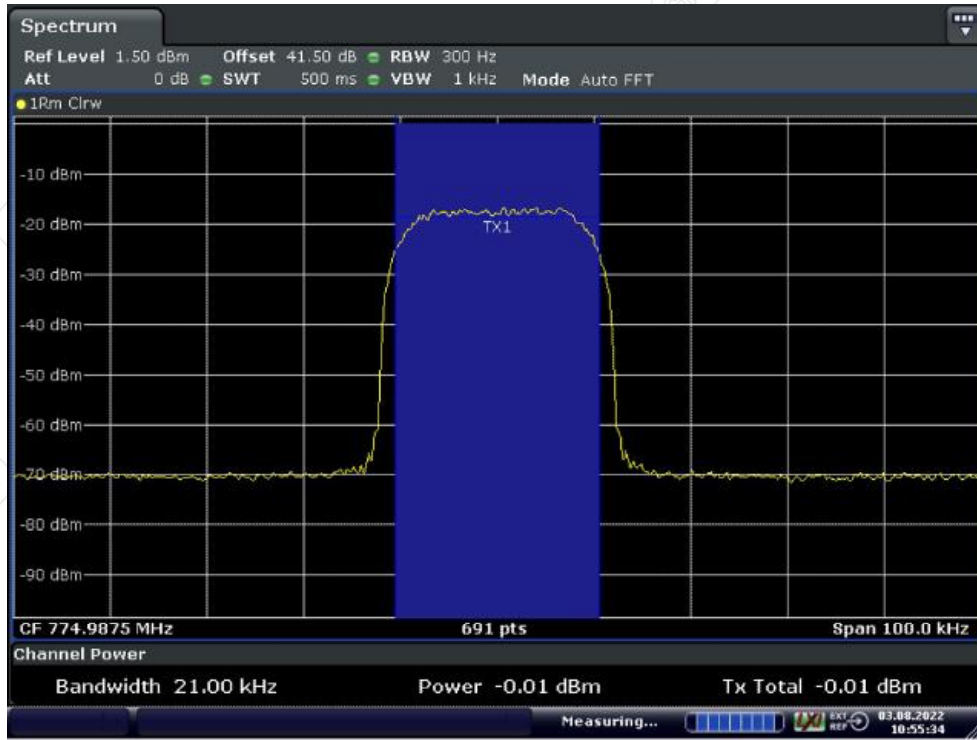 Spectrum
Ref Level 1.50 dBm Offset 41.50 dB RBW 300 Hz
Att 0 dB SWT 500 ms VBW 1 kHz Mode Auto FFT
1Rm Clrw
-10 dBm
-20 dBm
TX1
-30 dBm
-40 dBm
-50 dBm
-60 dBm
-70 dBm
-80 dBm
-90 dBm
CF 774.9875 MHz 691 pts Span 100.0 kHz
Channel Power
Bandwidth 21.00 kHz Power -0.01 dBm Tx Total -0.01 dBm
Measuring... LXI EXT REF 03.08.2022
10:55:34